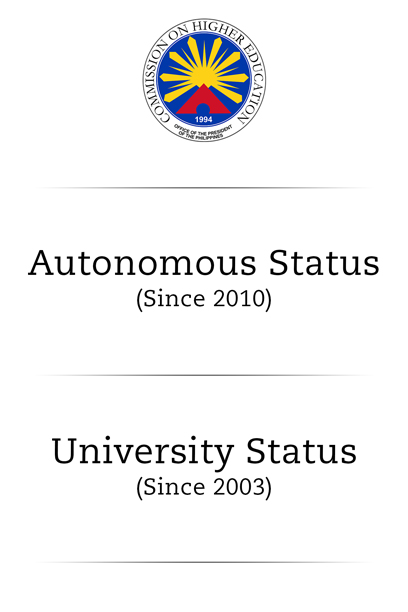 COMMISSION ON HIGHER EDUCATION
1994
OFFICE OF THE PRESIDENT
OF THE PHILIPPINES
Autonomous Status
(Since 2010)
University Status
(Since 2003)